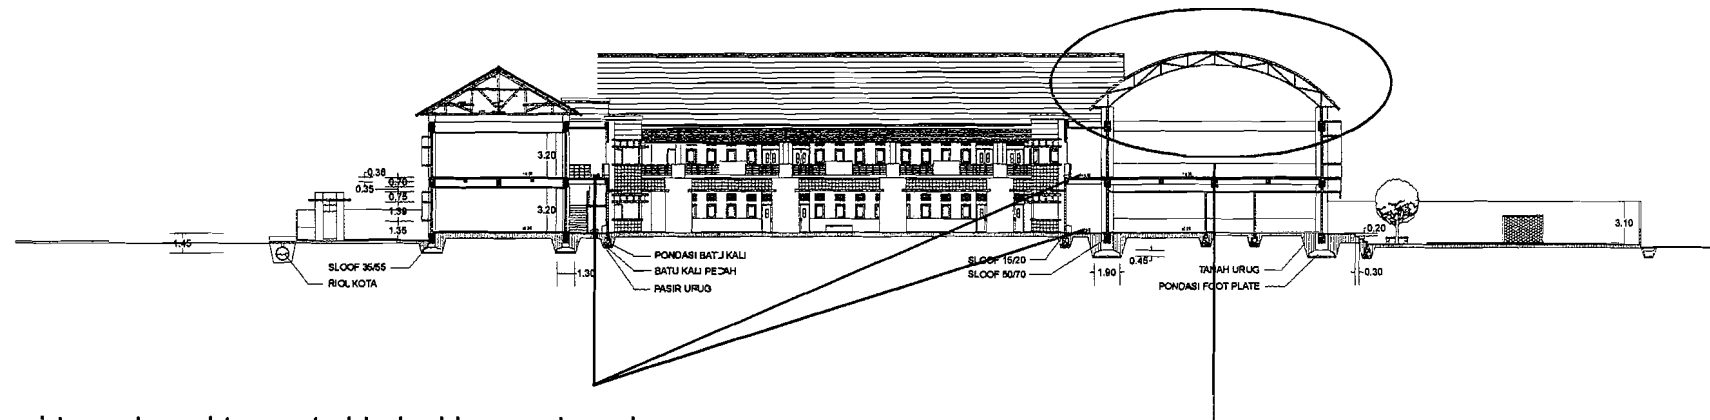 3.20
0.38
0.70
0.35
0.75
1.39
3.20
1.35
1.45
3.10
0.20
PONDASI BATU KALI
SLOOF 15/20
0.45
SLOOF 35/55
BATU KALI PECAH
SLOOF 50/70
TANAH URUG
1.30
1.90
0.30
RIOL KOTA
PASIR URUG
PONDASI FOOT PLATE